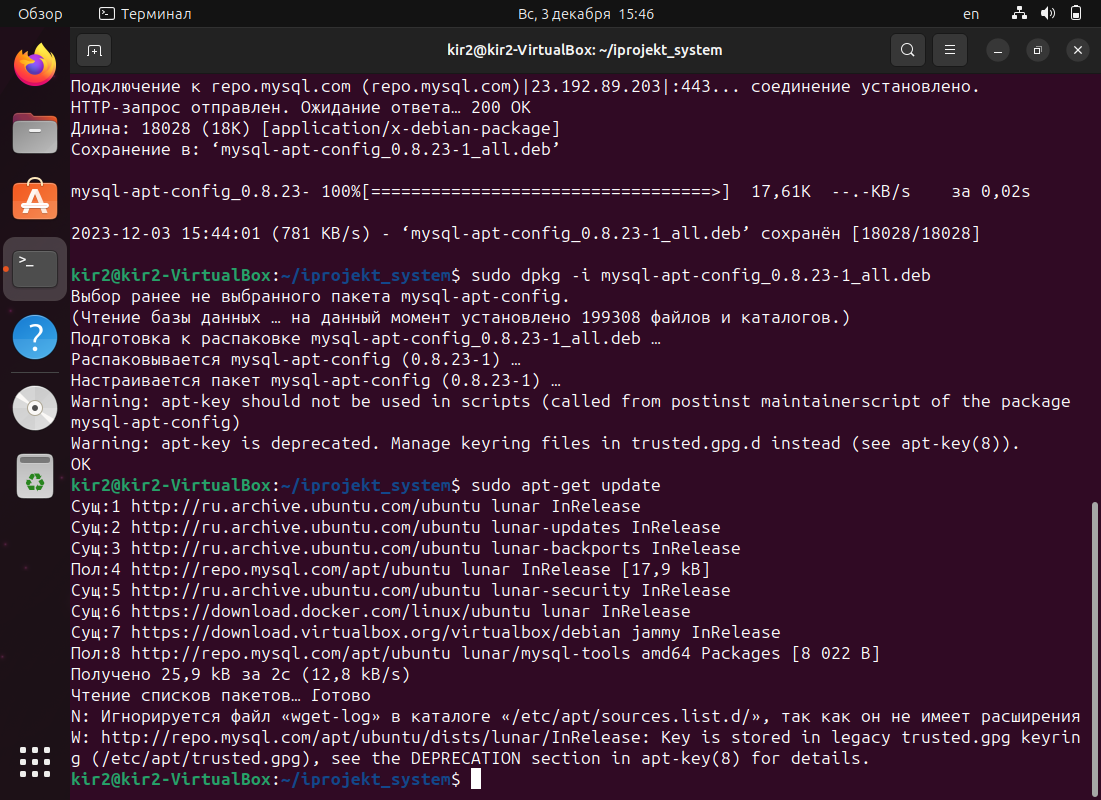 Обзор
Терминал
Вс, 3 декабря 15:46
en
kir2@kir2-VirtualBox: ~/iprojekt_system
Подключение к repo.mysql.com (repo.mysql.com)|23.192.89.203|:443... соединение установлено.
HTTP-запрос отправлен. Ожидание ответа… 200 OK
Длина: 18028 (18K) [application/x-debian-package]
Сохранение в: ‘mysql-apt-config_0.8.23-1_all.deb’
mysql-apt-config_0.8.23- 100%[==================================>] 17,61K --.-KB/s за 0,02s
2023-12-03 15:44:01 (781 KB/s) - ‘mysql-apt-config_0.8.23-1_all.deb’ сохранён [18028/18028]
kir2@kir2-VirtualBox:~/iprojekt_system$ sudo dpkg -i mysql-apt-config_0.8.23-1_all.deb
Выбор ранее не выбранного пакета mysql-apt-config.
(Чтение базы данных … на данный момент установлено 199308 файлов и каталогов.)
Подготовка к распаковке mysql-apt-config_0.8.23-1_all.deb …
Распаковывается mysql-apt-config (0.8.23-1) …
Настраивается пакет mysql-apt-config (0.8.23-1) …
Warning: apt-key should not be used in scripts (called from postinst maintainerscript of the package
mysql-apt-config)
Warning: apt-key is deprecated. Manage keyring files in trusted.gpg.d instead (see apt-key(8)).
OK
kir2@kir2-VirtualBox:~/iprojekt_system$ sudo apt-get update
Сущ:1 http://ru.archive.ubuntu.com/ubuntu lunar InRelease
Сущ:2 http://ru.archive.ubuntu.com/ubuntu lunar-updates InRelease
Сущ:3 http://ru.archive.ubuntu.com/ubuntu lunar-backports InRelease
Пол:4 http://repo.mysql.com/apt/ubuntu lunar InRelease [17,9 kB]
Сущ:5 http://ru.archive.ubuntu.com/ubuntu lunar-security InRelease
Сущ:6 https://download.docker.com/linux/ubuntu lunar InRelease
Сущ:7 https://download.virtualbox.org/virtualbox/debian jammy InRelease
Пол:8 http://repo.mysql.com/apt/ubuntu lunar/mysql-tools amd64 Packages [8 022 B]
Получено 25,9 kB за 2с (12,8 kB/s)
Чтение списков пакетов… Готово
N: Игнорируется файл «wget-log» в каталоге «/etc/apt/sources.list.d/», так как он не имеет расширения
W: http://repo.mysql.com/apt/ubuntu/dists/lunar/InRelease: Key is stored in legacy trusted.gpg keyrin
g (/etc/apt/trusted.gpg), see the DEPRECATION section in apt-key(8) for details.
kir2@kir2-VirtualBox:~/iprojekt_system$